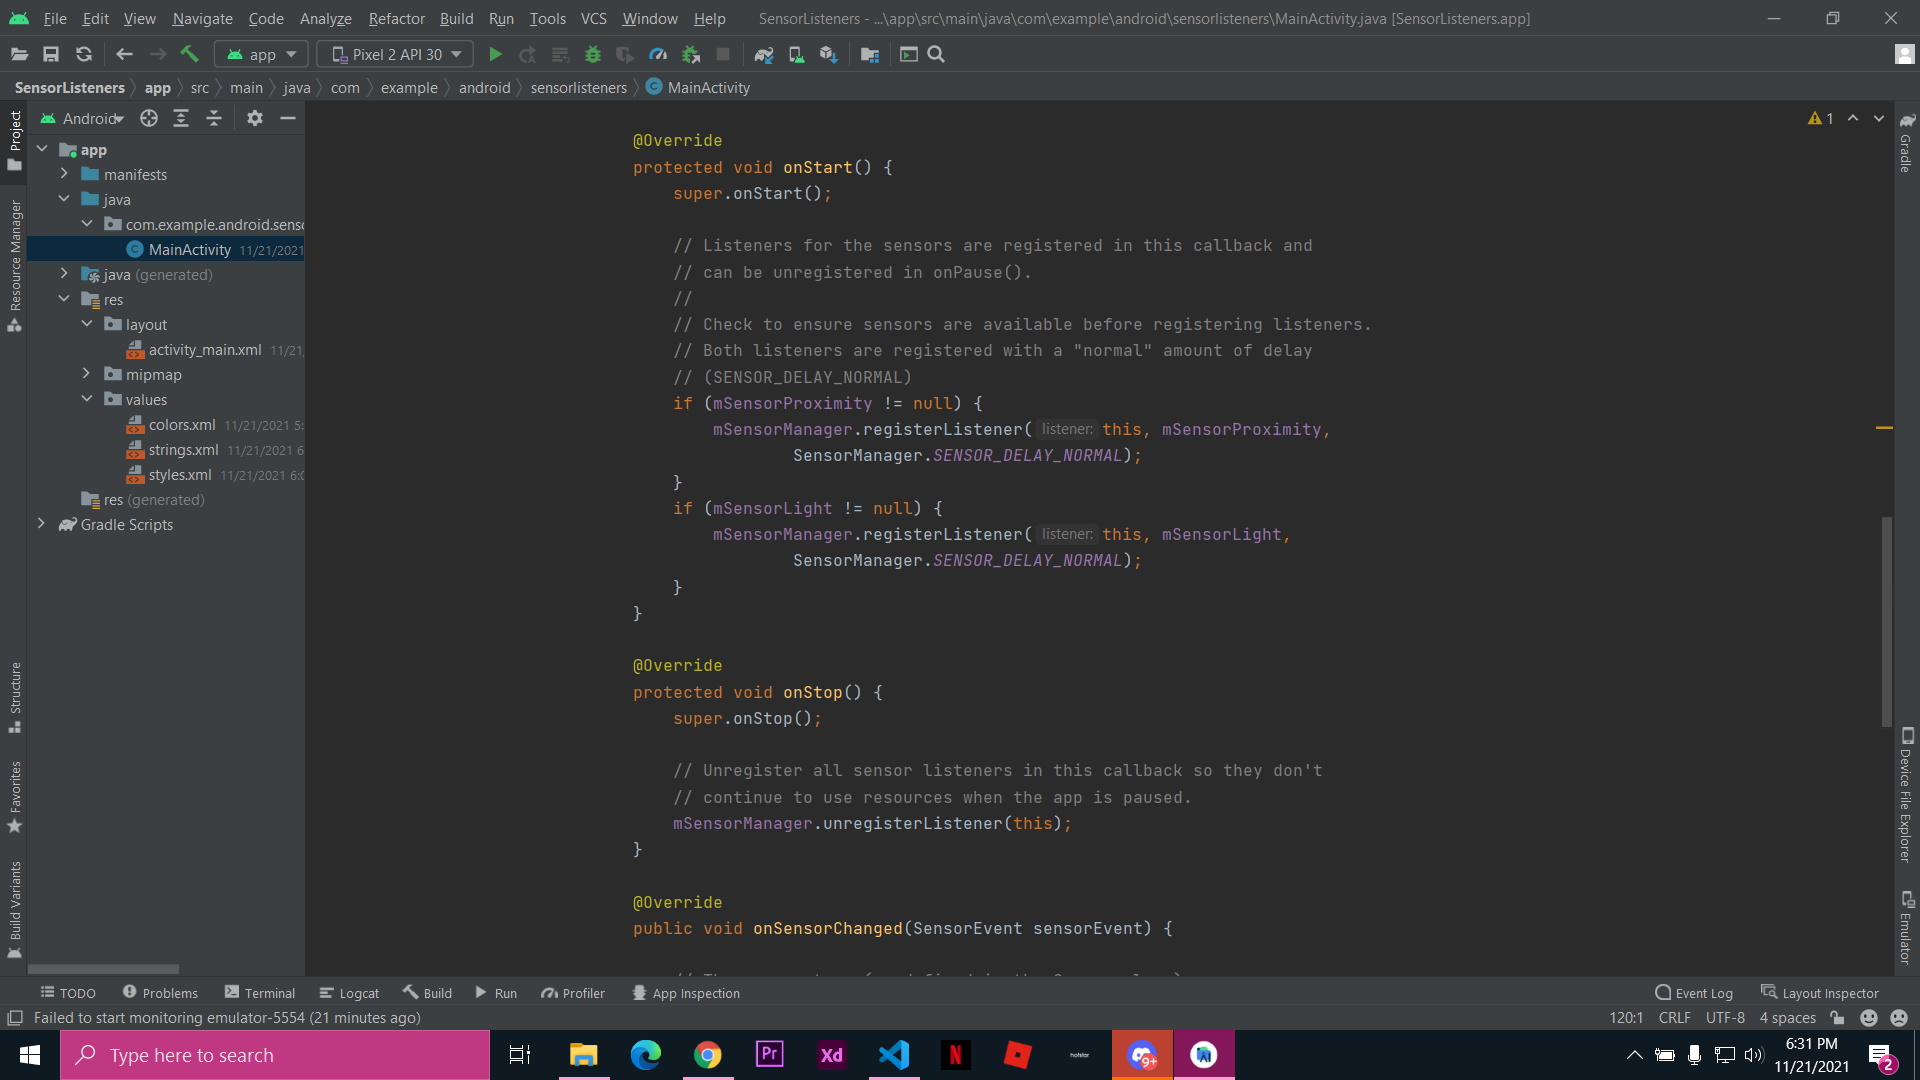 File Edit View Navigate Code Analyze Refactor Build Run Tools VCS Window Help SensorListeners - ...\app\src\main\java\com\example\android\sensorlisteners\MainActivity.java [SensorListeners.app]
app Pixel 2 API 30
SensorListeners app src main java com example android sensorlisteners MainActivity
Project
Resource Manager
Structure
Favorites
Build Variants
Android
app
manifests
java
com.example.android.senso
MainActivity 11/21/2021
java (generated)
res
layout
activity_main.xml 11/21/
mipmap
values
colors.xml 11/21/2021 5:
strings.xml 11/21/2021 6
styles.xml 11/21/2021 6:0
res (generated)
Gradle Scripts
1
@Override
protected void onStart() {
super.onStart();
// Listeners for the sensors are registered in this callback and
// can be unregistered in onPause().
//
// Check to ensure sensors are available before registering listeners.
// Both listeners are registered with a "normal" amount of delay
// (SENSOR_DELAY_NORMAL)
if (mSensorProximity != null) {
mSensorManager.registerListener( listener: this, mSensorProximity,
SensorManager.SENSOR_DELAY_NORMAL);
}
if (mSensorLight != null) {
mSensorManager.registerListener( listener: this, mSensorLight,
SensorManager.SENSOR_DELAY_NORMAL);
}
}
@Override
protected void onStop() {
super.onStop();
// Unregister all sensor listeners in this callback so they don't
// continue to use resources when the app is paused.
mSensorManager.unregisterListener(this);
}
@Override
public void onSensorChanged(SensorEvent sensorEvent) {
Gradle
Device File Explorer
Emulator
TODO Problems Terminal Logcat Build Run Profiler App Inspection Event Log Layout Inspector
Failed to start monitoring emulator-5554 (21 minutes ago) 120:1 CRLF UTF-8 4 spaces
Type here to search
Pr
Xd
N
hotstar
9+
6:31 PM
11/21/2021
2